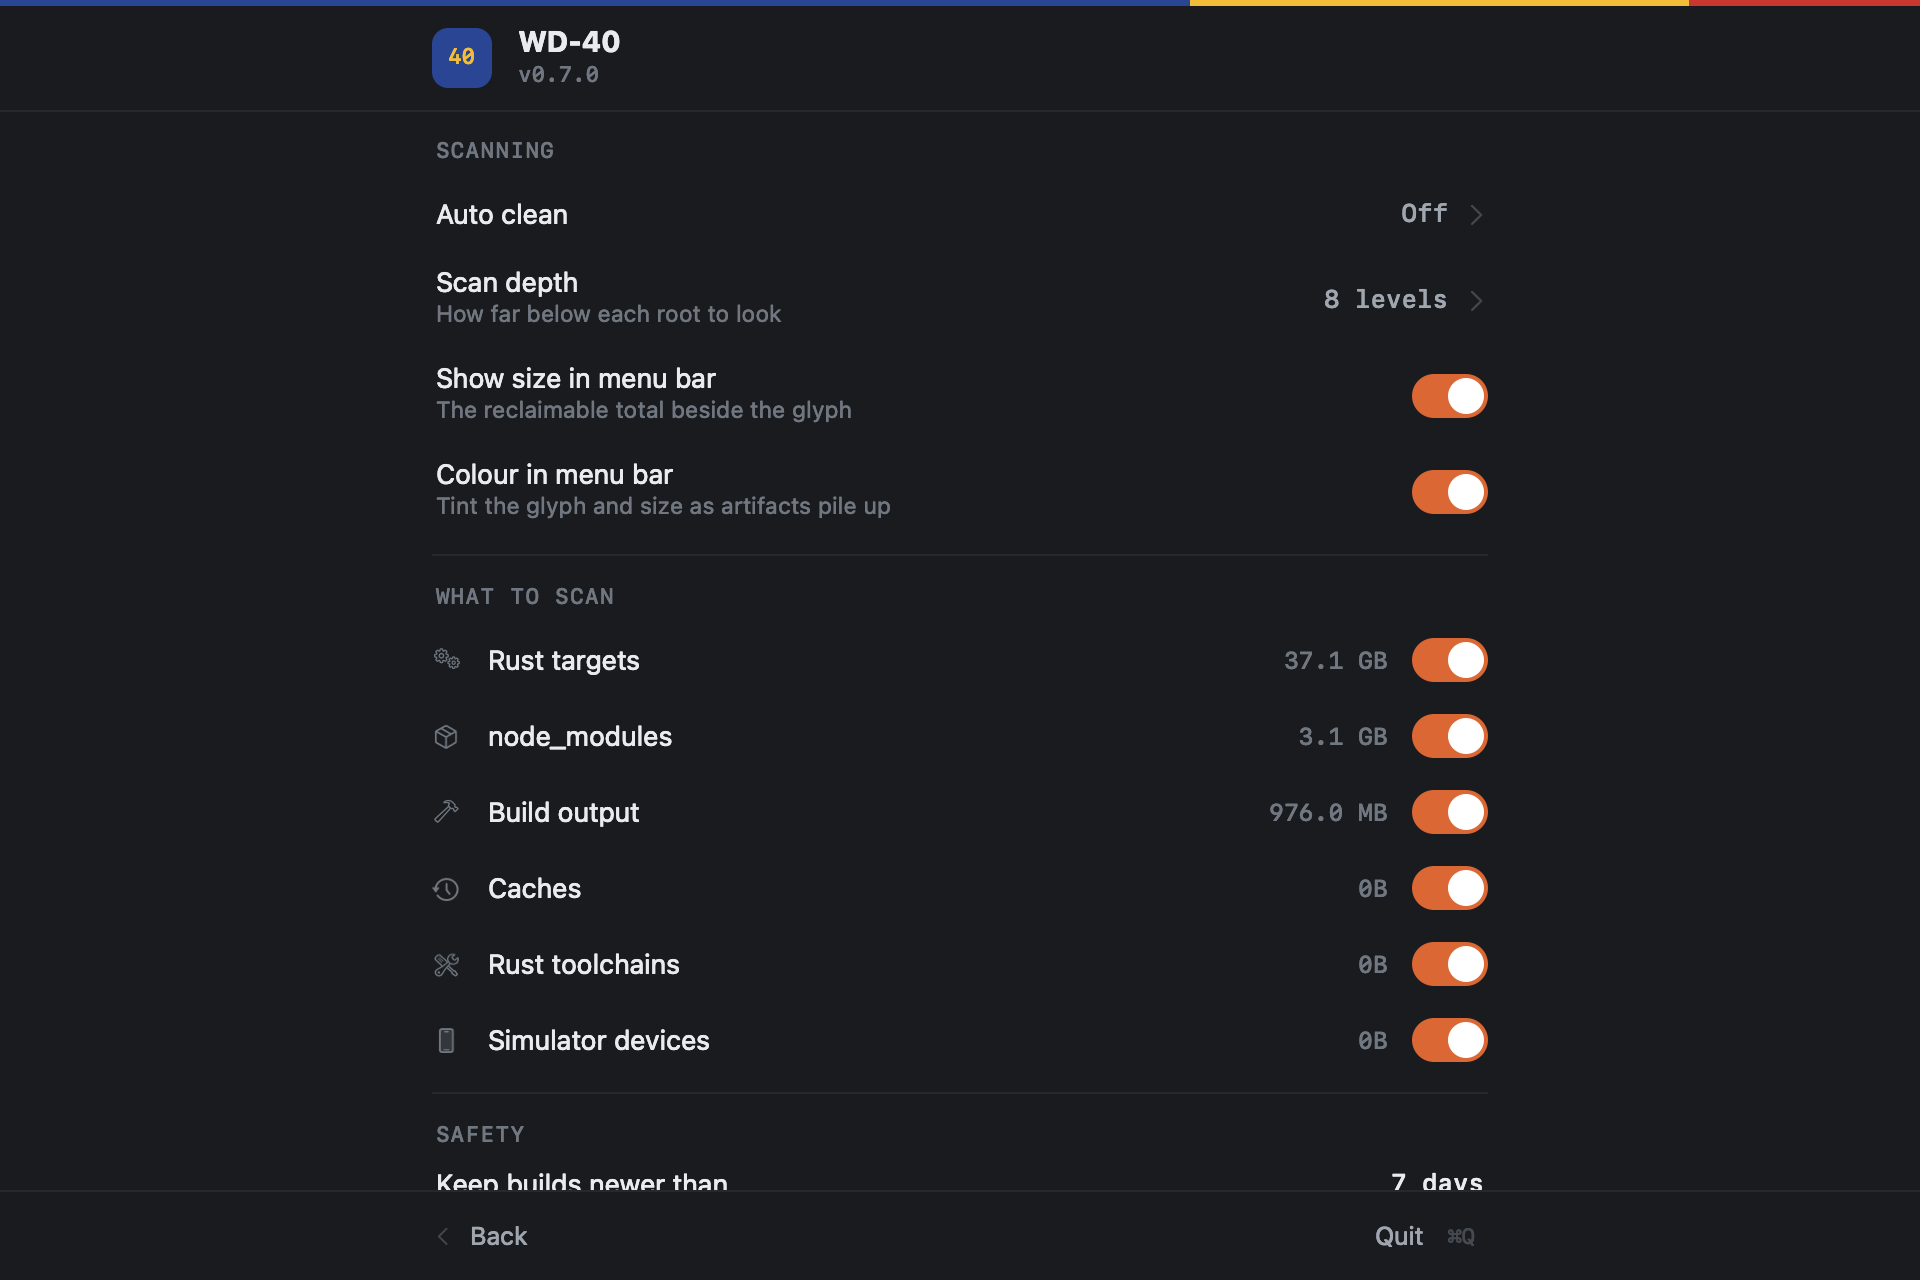 40
WD-40
v0.7.0
SCANNING
Auto clean
Off
Scan depth
How far below each root to look
8 levels
Show size in menu bar
The reclaimable total beside the glyph
Colour in menu bar
Tint the glyph and size as artifacts pile up
WHAT TO SCAN
Rust targets
37.1 GB
node_modules
3.1 GB
Build output
976.0 MB
Caches
0B
Rust toolchains
0B
Simulator devices
0B
SAFETY
Keep builds newer than
7 days
Back
Quit ⌘Q